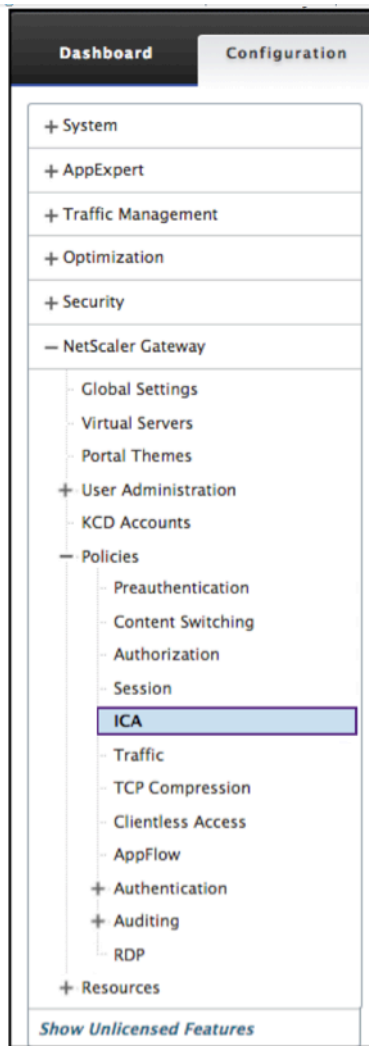 Dashboard Configuration
+ System
+ AppExpert
+ Traffic Management
+ Optimization
+ Security
− NetScaler Gateway
Global Settings
Virtual Servers
Portal Themes
+ User Administration
KCD Accounts
− Policies
Preauthentication
Content Switching
Authorization
Session
ICA
Traffic
TCP Compression
Clientless Access
AppFlow
+ Authentication
+ Auditing
RDP
+ Resources
Show Unlicensed Features